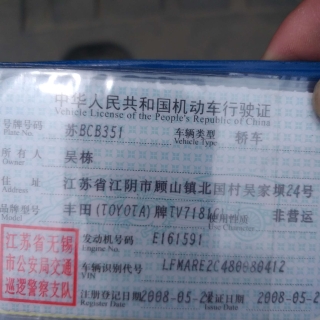 中华人民共和国机动车行驶证
Vehicle License of the People's Republic of China
号牌号码 苏BCB351 车辆类型 轿车
Plate No. Vehicle Type
所有人 吴栋
Owner
住址 江苏省江阴市顾山镇北国村吴家坝24号
Address
品牌型号 丰田(TOYOTA)牌TV718 使用性质 非营运
Use Character
江苏省无锡市公安局交通巡逻警察支队
发动机号码 E161591
Engine No.
车辆识别代号 LFMARE2C480080412
VIN
注册登记日期 2008-05-2 发证日期 2008-05-2
Register Date Issue Date